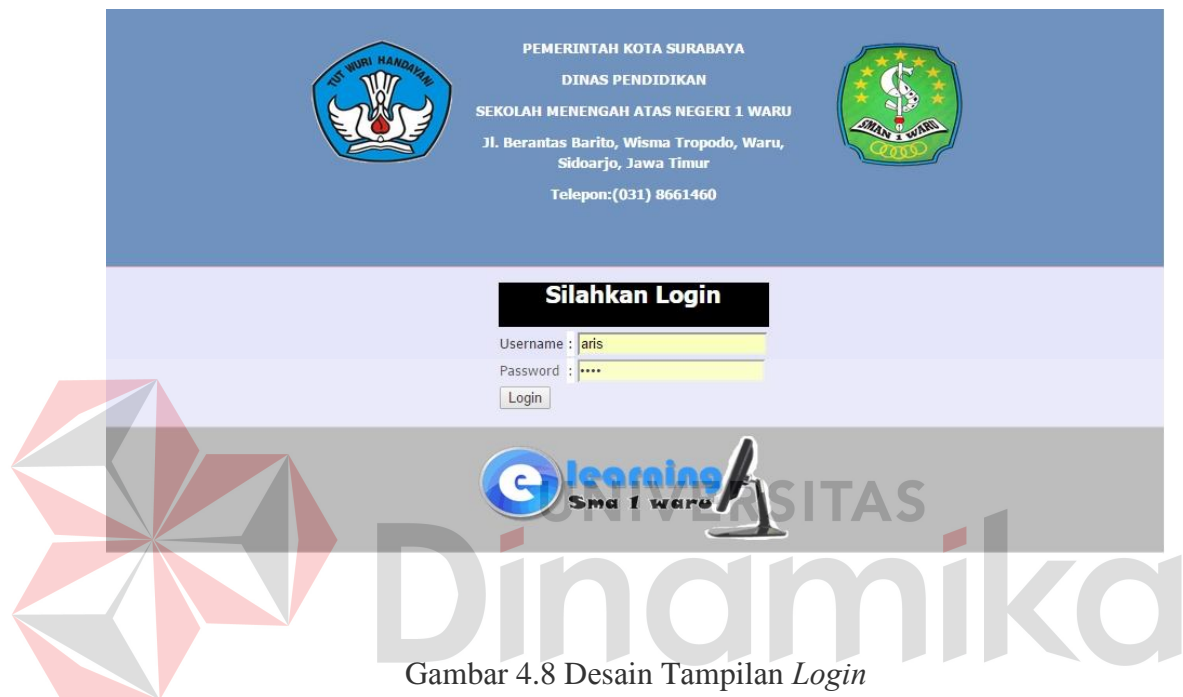 PEMERINTAH KOTA SURABAYA
DINAS PENDIDIKAN
SEKOLAH MENENGAH ATAS NEGERI 1 WARU
Jl. Berantas Barito, Wisma Tropodo, Waru,
Sidoarjo, Jawa Timur
Telepon:(031) 8661460
TUT WURI HANDAYANI
SMAN 1 WARU
Silahkan Login
Username : aris
Password : ••••
Login
e learning
Sma 1 waru
UNIVERSITAS
Dinamika
Gambar 4.8 Desain Tampilan Login